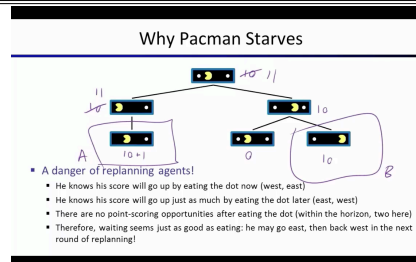 Why Pacman Starves
10 11
11
10
10
A
10+1
0
10
B
A danger of replanning agents!
He knows his score will go up by eating the dot now (west, east)
He knows his score will go up just as much by eating the dot later (east, west)
There are no point-scoring opportunities after eating the dot (within the horizon, two here)
Therefore, waiting seems just as good as eating: he may go east, then back west in the next
round of replanning!